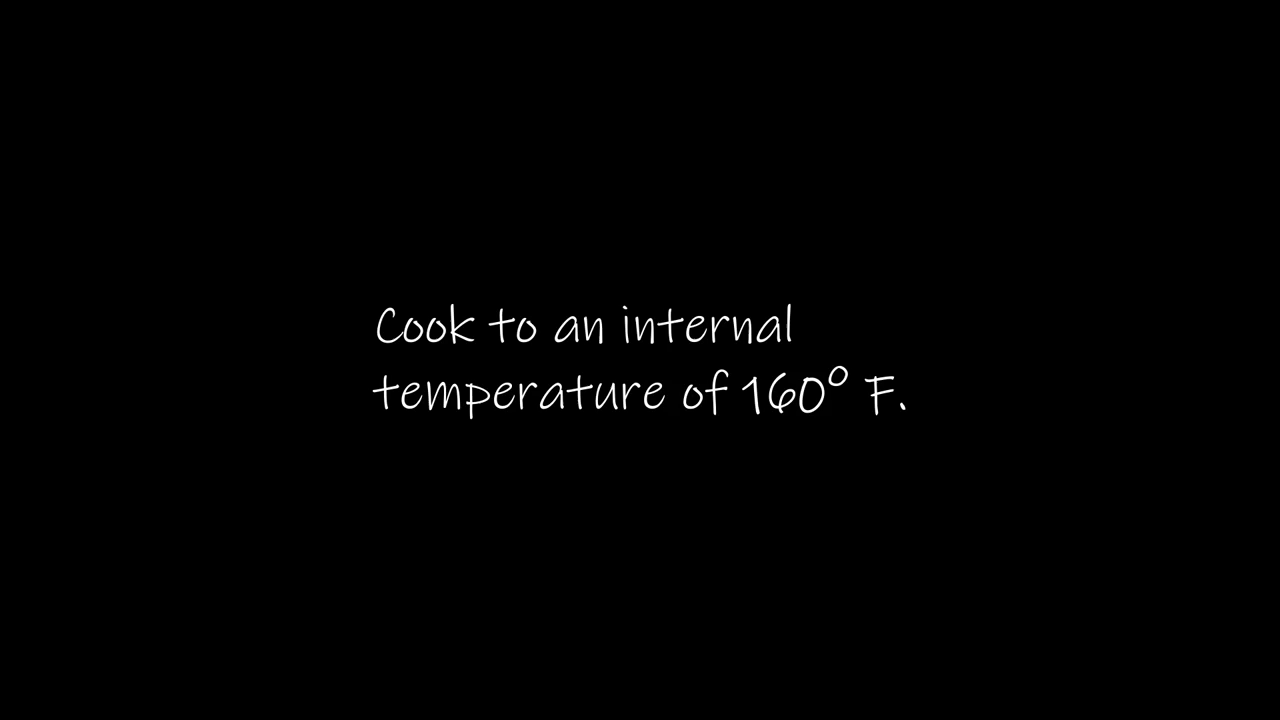 Cook to an internal
temperature of 160° F.